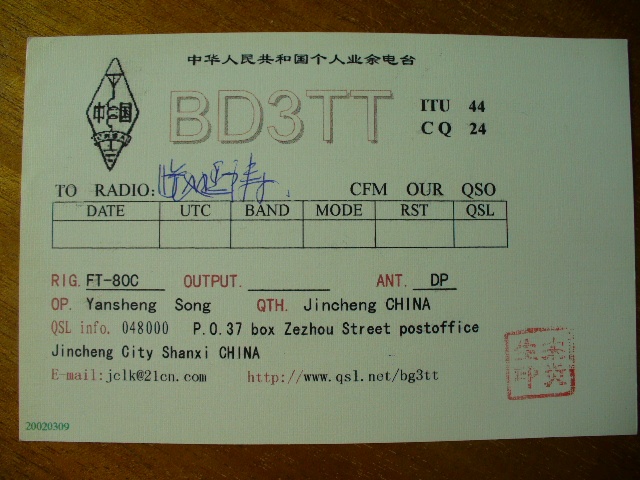 中华人民共和国个人业余电台
中 国
BD3TT
ITU 44
CQ 24
TO RADIO: CFM OUR QSO
DATE UTC BAND MODE RST QSL
RIG. FT-80C OUTPUT. ANT. DP
OP. Yansheng Song QTH. Jincheng CHINA
QSL info. 048000 P.O.37 box Zezhou Street postoffice
Jincheng City Shanxi CHINA
E-mail:jclk@21cn.com http://www.qsl.net/bg3tt
20020309